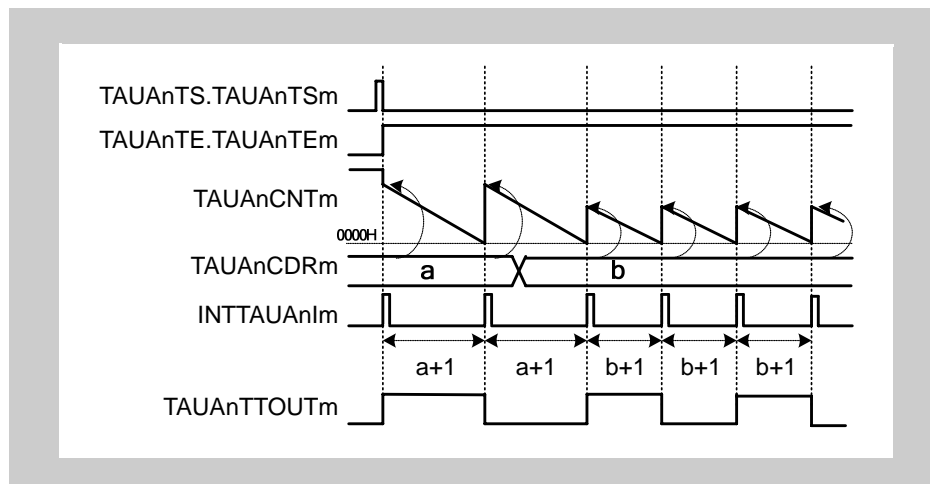 TAUAnTS.TAUAnTSm
TAUAnTE.TAUAnTEm
TAUAnCNTm
0000H
TAUAnCDRm
a
b
INTTAUAnIm
a+1
a+1
b+1
b+1
b+1
TAUAnTTOUTm